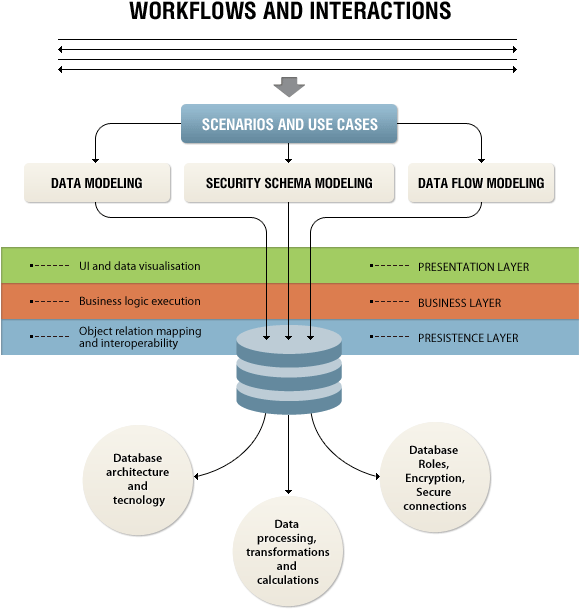 WORKFLOWS AND INTERACTIONS
SCENARIOS AND USE CASES
DATA MODELING
SECURITY SCHEMA MODELING
DATA FLOW MODELING
UI and data visualisation
PRESENTATION LAYER
Business logic execution
BUSINESS LAYER
Object relation mapping
and interoperability
PRESISTENCE LAYER
Database
architecture
and
tecnology
Data
processing,
transformations
and
calculations
Database
Roles,
Encryption,
Secure
connections